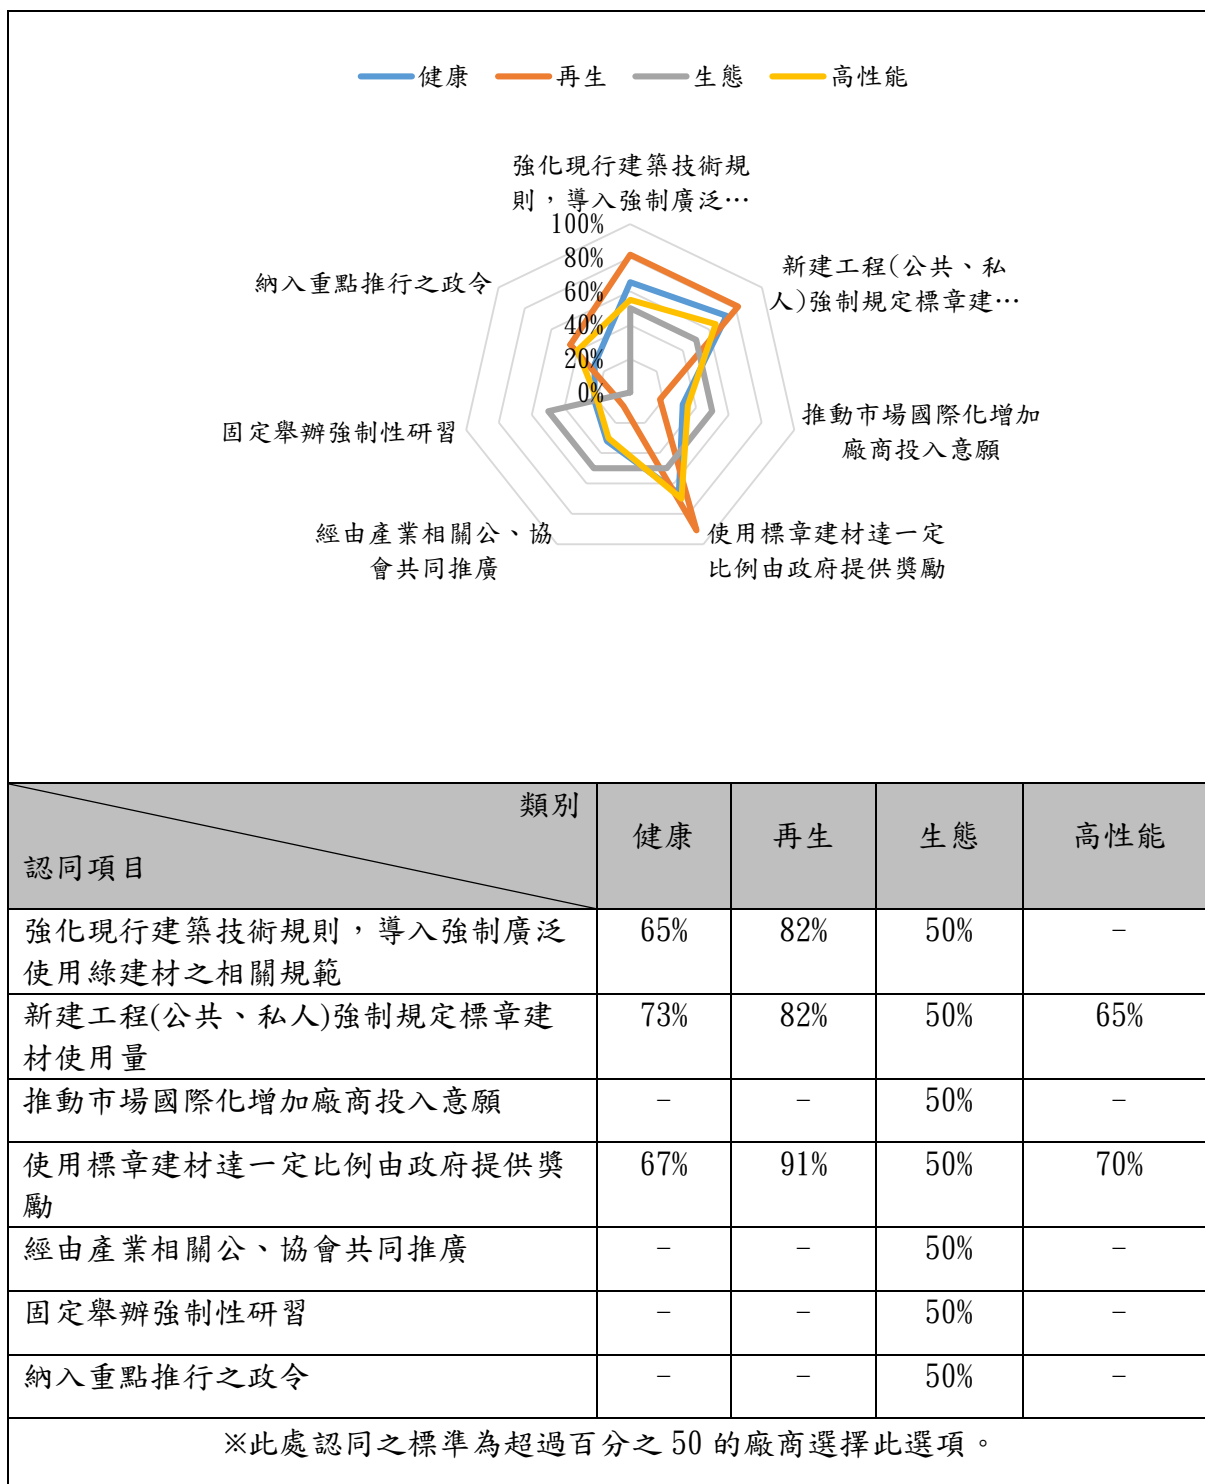 健康 再生 生態 高性能
強化現行建築技術規
則，導入強制廣泛…
100%
80%
60%
40%
20%
0%
新建工程(公共、私
人)強制規定標章建…
推動市場國際化增加
廠商投入意願
使用標章建材達一定
比例由政府提供獎勵
經由產業相關公、協
會共同推廣
固定舉辦強制性研習
納入重點推行之政令
類別
認同項目
健康 再生 生態 高性能
強化現行建築技術規則，導入強制廣泛 65% 82% 50% –
使用綠建材之相關規範
新建工程(公共、私人)強制規定標章建 73% 82% 50% 65%
材使用量
推動市場國際化增加廠商投入意願 – – 50% –
使用標章建材達一定比例由政府提供獎 67% 91% 50% 70%
勵
經由產業相關公、協會共同推廣 – – 50% –
固定舉辦強制性研習 – – 50% –
納入重點推行之政令 – – 50% –
※此處認同之標準為超過百分之 50 的廠商選擇此選項。